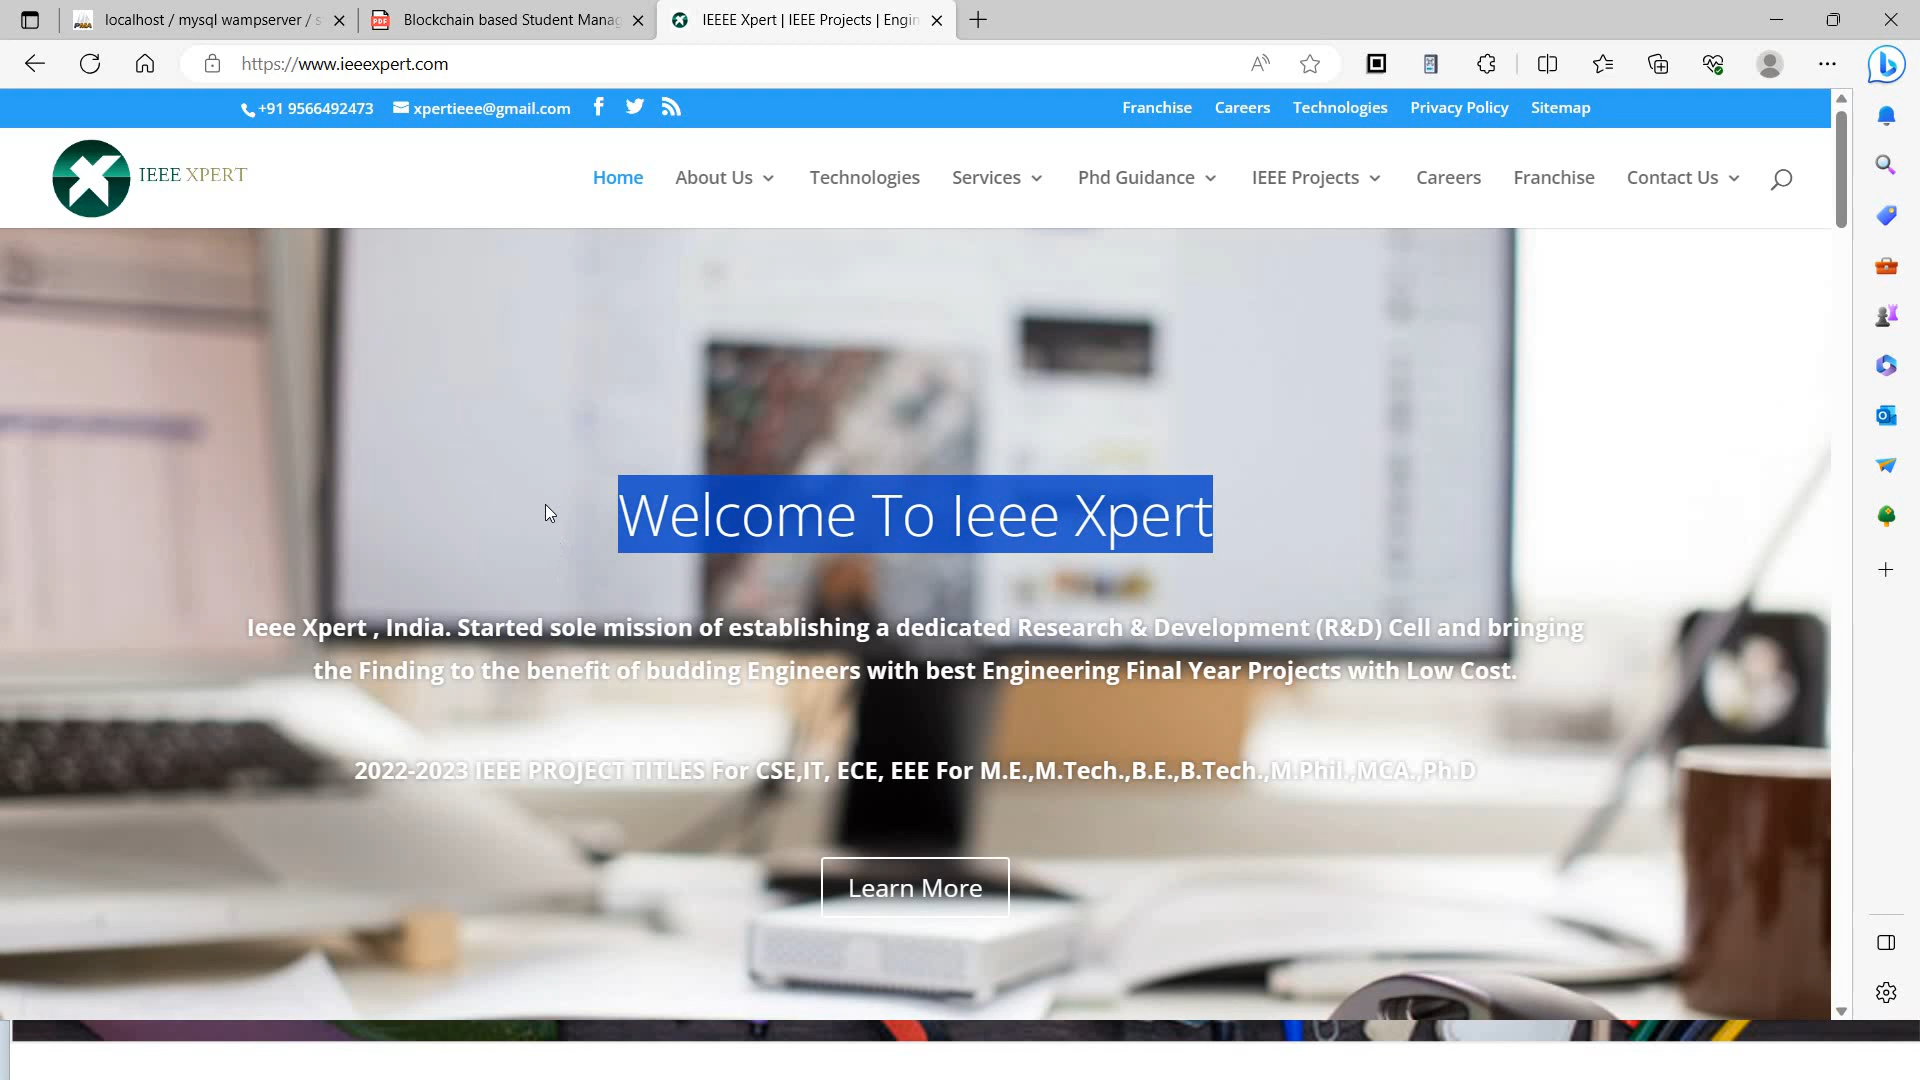 localhost / mysql wampserver / s
Blockchain based Student Manag
IEEEE Xpert | IEEE Projects | Engin
https://www.ieeexpert.com
+91 9566492473
xpertieee@gmail.com
Franchise
Careers
Technologies
Privacy Policy
Sitemap
IEEE XPERT
Home
About Us
Technologies
Services
Phd Guidance
IEEE Projects
Careers
Franchise
Contact Us
Welcome To Ieee Xpert
Ieee Xpert , India. Started sole mission of establishing a dedicated Research & Development (R&D) Cell and bringing
the Finding to the benefit of budding Engineers with best Engineering Final Year Projects with Low Cost.
2022-2023 IEEE PROJECT TITLES For CSE,IT, ECE, EEE For M.E.,M.Tech.,B.E.,B.Tech.,M.Phil.,MCA.,Ph.D
Learn More